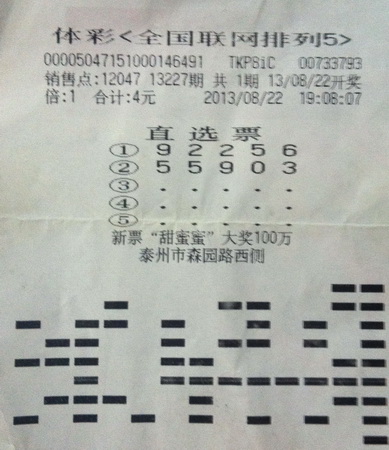 体彩<全国联网排列5>
00005047151000146491 TKP8iC 00733793
销售点:12047 13227期 共 1期 13/08/22开奖
倍:1 合计:4元 2013/08/22 19:08:07
直选票
① 9 2 2 5 6
② 5 5 9 0 3
③ . . . . .
④ . . . . .
⑤ . . . . .
新票“甜蜜蜜”大奖100万
泰州市森园路西侧